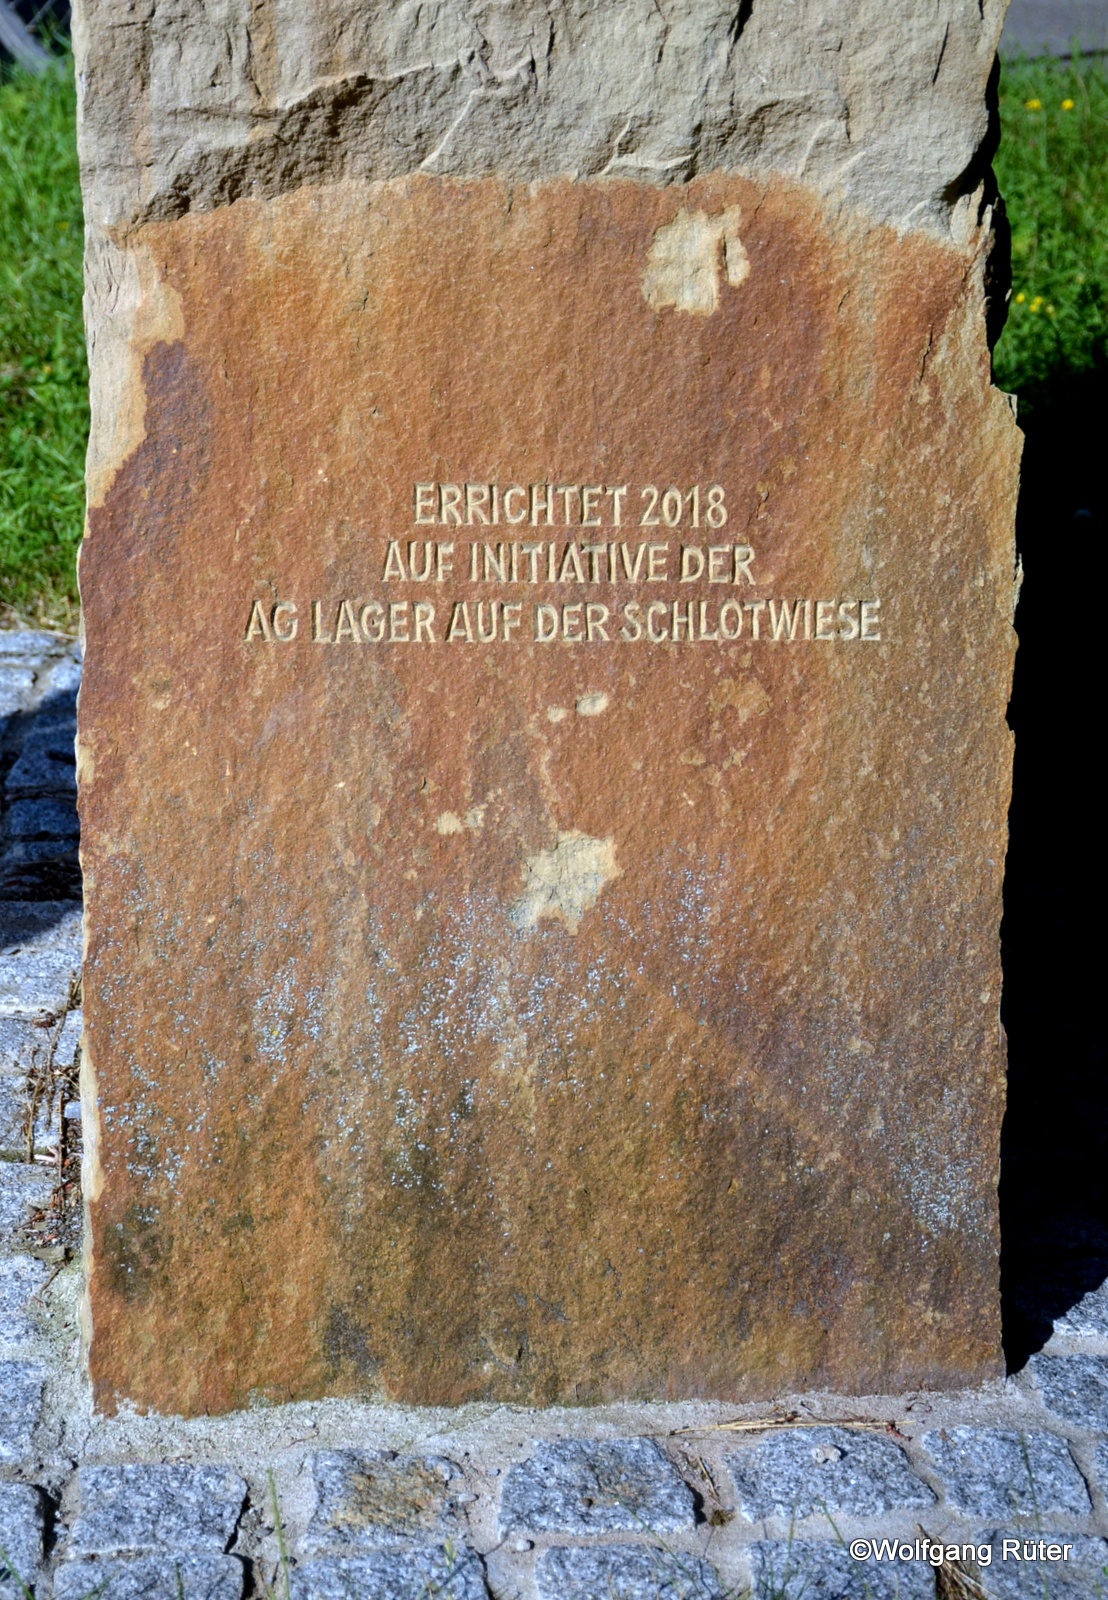 ERRICHTET 2018
AUF INITIATIVE DER
AG LAGER AUF DER SCHLOTWIESE
©Wolfgang Rüter